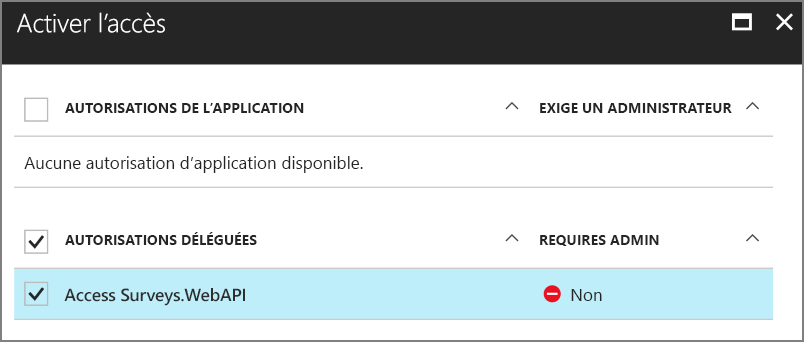 Activer l’accès
AUTORISATIONS DE L’APPLICATION EXIGE UN ADMINISTRATEUR
Aucune autorisation d’application disponible.
AUTORISATIONS DÉLÉGUÉES REQUIRES ADMIN
Access Surveys.WebAPI Non